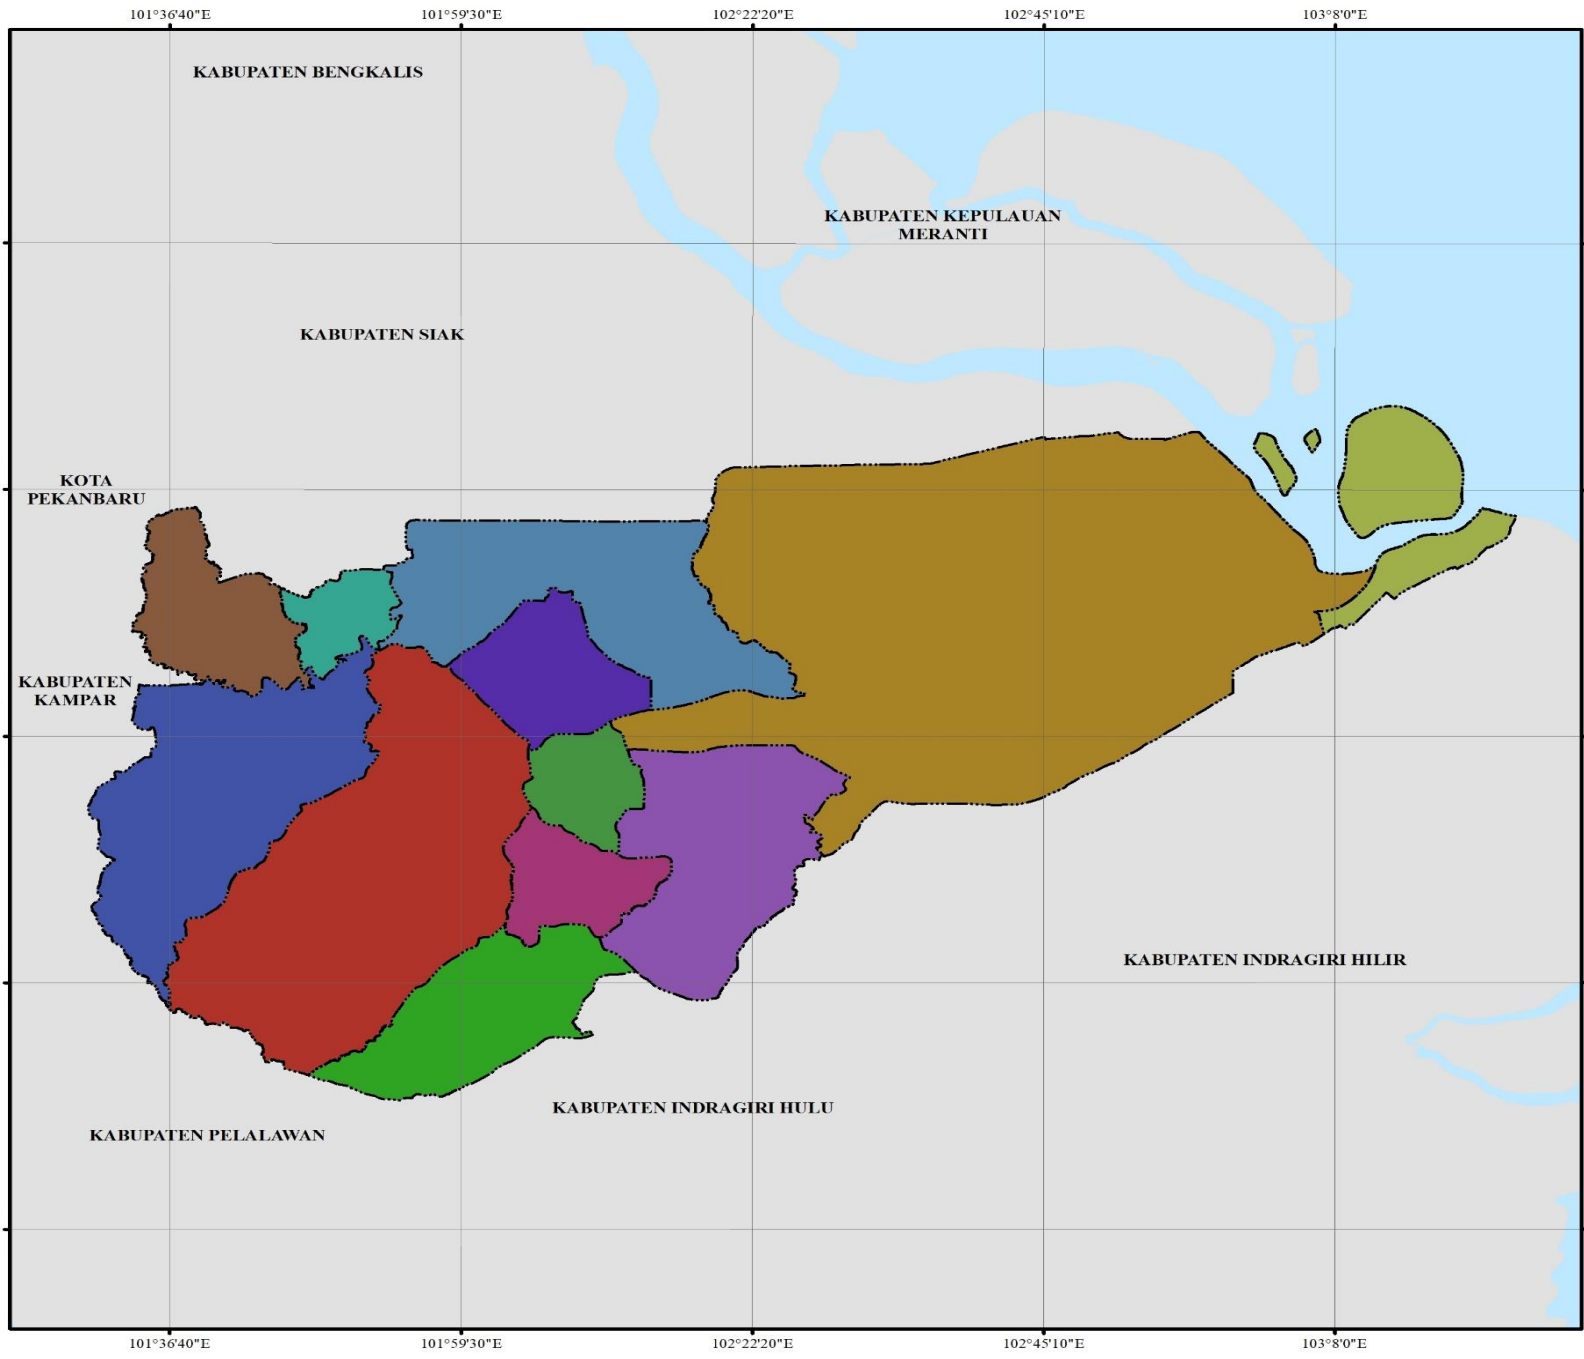 101°36'40"E 101°59'30"E 102°22'20"E 102°45'10"E 103°8'0"E
KABUPATEN BENGKALIS
KABUPATEN KEPULAUAN
MERANTI
KABUPATEN SIAK
KOTA
PEKANBARU
KABUPATEN
KAMPAR
KABUPATEN INDRAGIRI HILIR
KABUPATEN INDRAGIRI HULU
KABUPATEN PELALAWAN
101°36'40"E 101°59'30"E 102°22'20"E 102°45'10"E 103°8'0"E